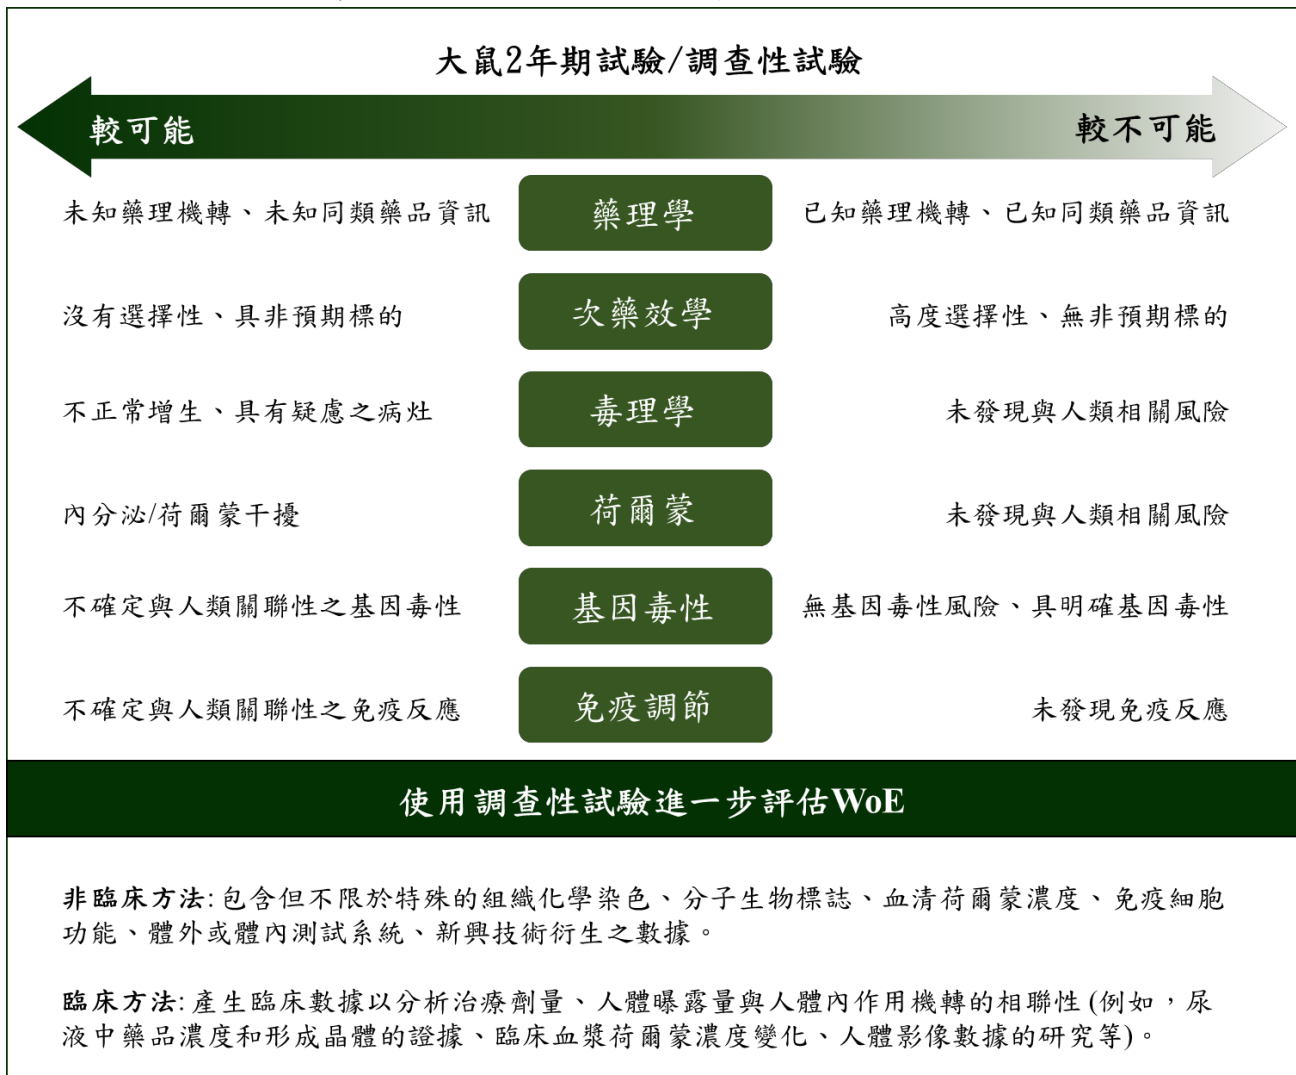 大鼠2年期試驗/調查性試驗
較可能
較不可能
未知藥理機轉、未知同類藥品資訊
藥理學
已知藥理機轉、已知同類藥品資訊
沒有選擇性、具非預期標的
次藥效學
高度選擇性、無非預期標的
不正常增生、具有疑慮之病灶
毒理學
未發現與人類相關風險
內分泌/荷爾蒙干擾
荷爾蒙
未發現與人類相關風險
不確定與人類關聯性之基因毒性
基因毒性
無基因毒性風險、具明確基因毒性
不確定與人類關聯性之免疫反應
免疫調節
未發現免疫反應
使用調查性試驗進一步評估WoE
非臨床方法: 包含但不限於特殊的組織化學染色、分子生物標誌、血清荷爾蒙濃度、免疫細胞
功能、體外或體內測試系統、新興技術衍生之數據。
臨床方法: 產生臨床數據以分析治療劑量、人體曝露量與人體內作用機轉的相聯性 (例如，尿
液中藥品濃度和形成晶體的證據、臨床血漿荷爾蒙濃度變化、人體影像數據的研究等)。